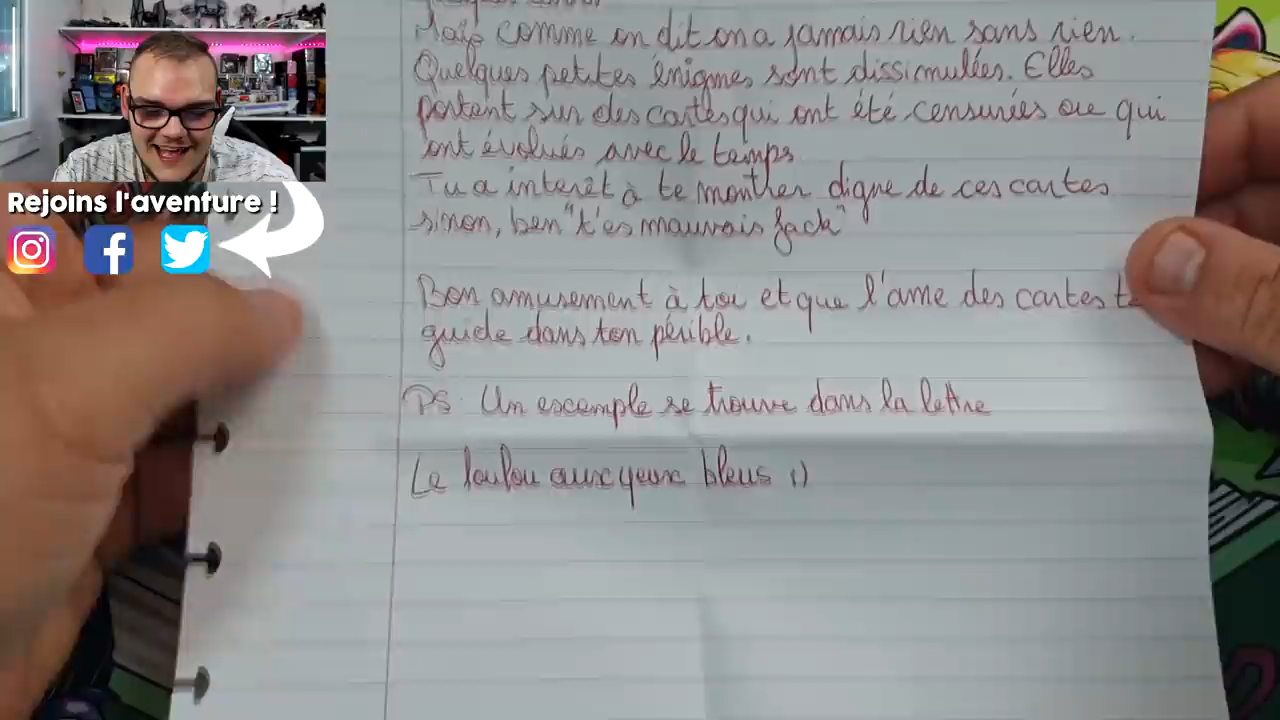 Mais comme on dit on a jamais rien sans rien.
Quelques petites énigmes sont dissimulées. Elles
portent sur des cartes qui ont été censurées ou qui
ont évolués avec le temps
Tu a interêt à te montrer digne de ces cartes
sinon, ben "t'es mauvais Jack"
Rejoins l'aventure !
Bon amusement à toi et que l'ame des cartes
guide dans ton périble.
PS: Un exemple se trouve dans la lettre
Le loulou aux yeux bleus ;)